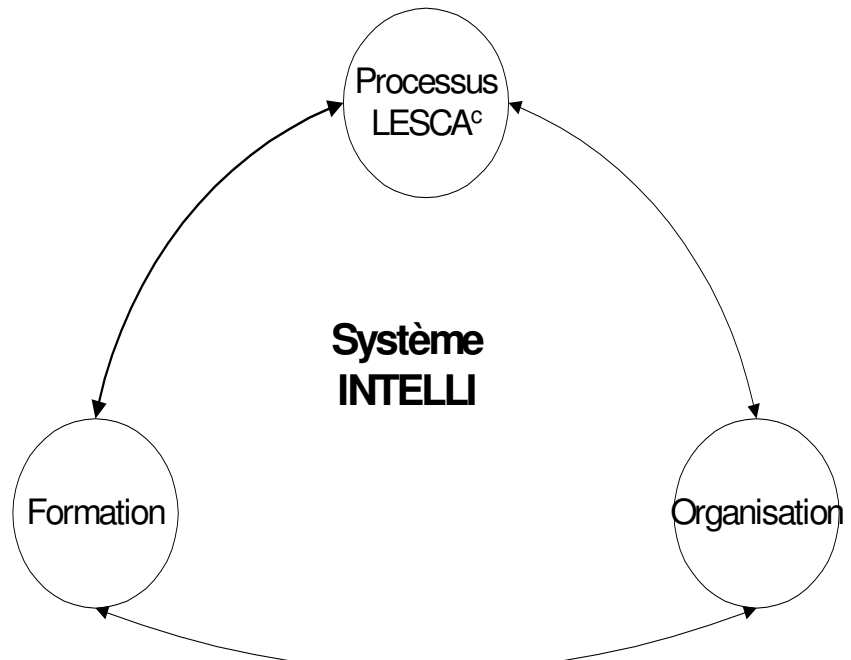 Processus
LESCAᶜ
Système
INTELLI
Formation
Organisation